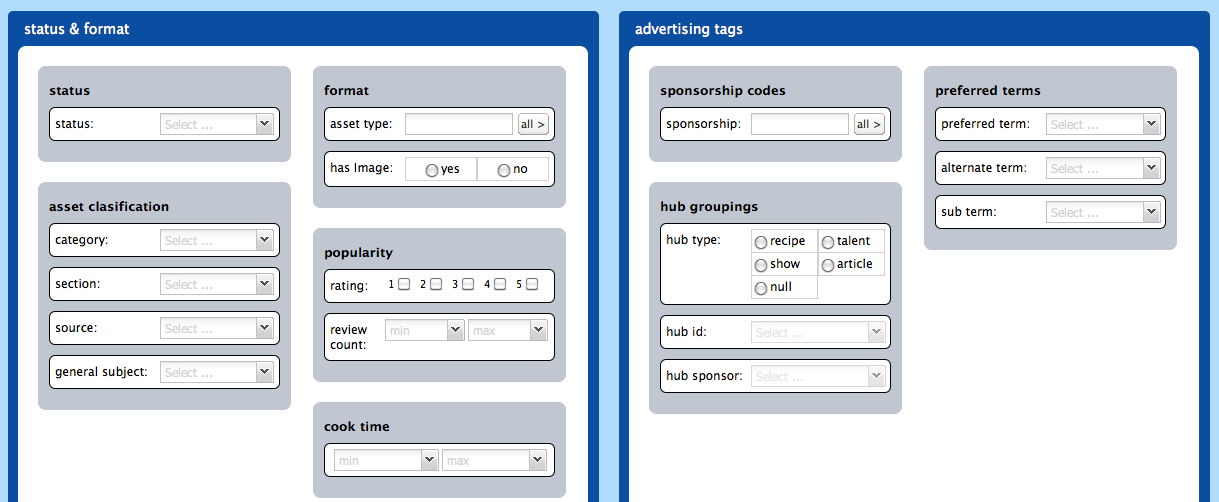 status & format
status
status: Select ...
asset clasification
category: Select ...
section: Select ...
source: Select ...
general subject: Select ...
format
asset type: all >
has Image: yes no
popularity
rating: 1 2 3 4 5
review count: min max
cook time
min max
advertising tags
sponsorship codes
sponsorship: all >
hub groupings
hub type: recipe talent
show article
null
hub id: Select ...
hub sponsor: Select ...
preferred terms
preferred term: Select ...
alternate term: Select ...
sub term: Select ...